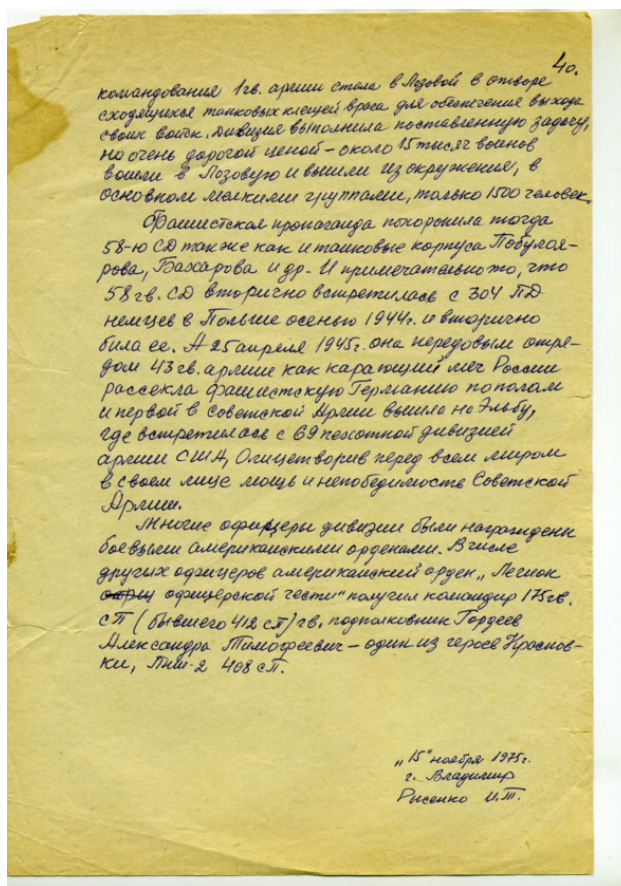 40.
командования 1гв. армии стала в Лозовой в створе
сходящихся танковых клещей врага для обеспечения выхода
своих войск. Дивизия выполнила поставленную задачу,
но очень дорогой ценой – около 15 тысяч воинов
вошли в Лозовую и вышли из окружения, в
основном мелкими группами, только 1500 человек.
Фашистская пропаганда похоронила тогда
58-ю СД также как и танковые корпуса Побулоя-
рова, Бахарова и др. И примечательно то, что
58 гв. СД вторично встретилась с 304 ПД
немцев в Польше осенью 1944г. и вторично
била ее. А 25 апреля 1945г. она передовым отря-
дом 43 гв. армии как карающий меч России
рассекла фашистскую Германию пополам
и первой в Советской Армии вышла на Эльбу,
где встретилась с 69 пехотной дивизией
армии США, Олицетворив перед всем миром
в своем лице мощь и непобедимость Советской
Армии.
Многие офицеры дивизии были награждены
боевыми американскими орденами. В числе
других офицеров американский орден „Легион
офицерской чести" получил командир 175гв.
сП (бывшего 412 сП) гв. подполковник Гордеев
Александр Тимофеевич – один из героев Краснов-
ки, ПНШ-2 408 сП.
„15" ноября 1975г.
г. Владимир
Рысенко И.Т.